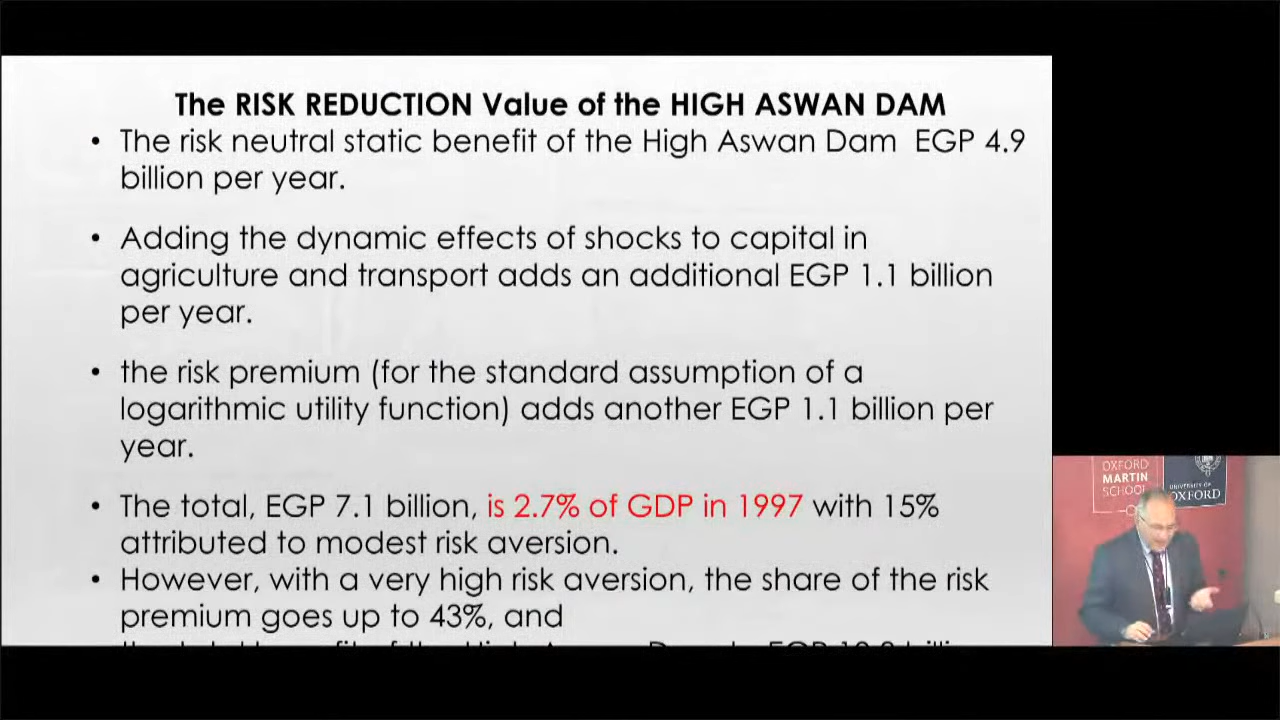 The RISK REDUCTION Value of the HIGH ASWAN DAM
• The risk neutral static benefit of the High Aswan Dam EGP 4.9
billion per year.
• Adding the dynamic effects of shocks to capital in
agriculture and transport adds an additional EGP 1.1 billion
per year.
• the risk premium (for the standard assumption of a
logarithmic utility function) adds another EGP 1.1 billion per
year.
• The total, EGP 7.1 billion, is 2.7% of GDP in 1997 with 15%
attributed to modest risk aversion.
• However, with a very high risk aversion, the share of the risk
premium goes up to 43%, and
OXFORD
MARTIN
SCHOOL
UNIVERSITY OF
OXFORD